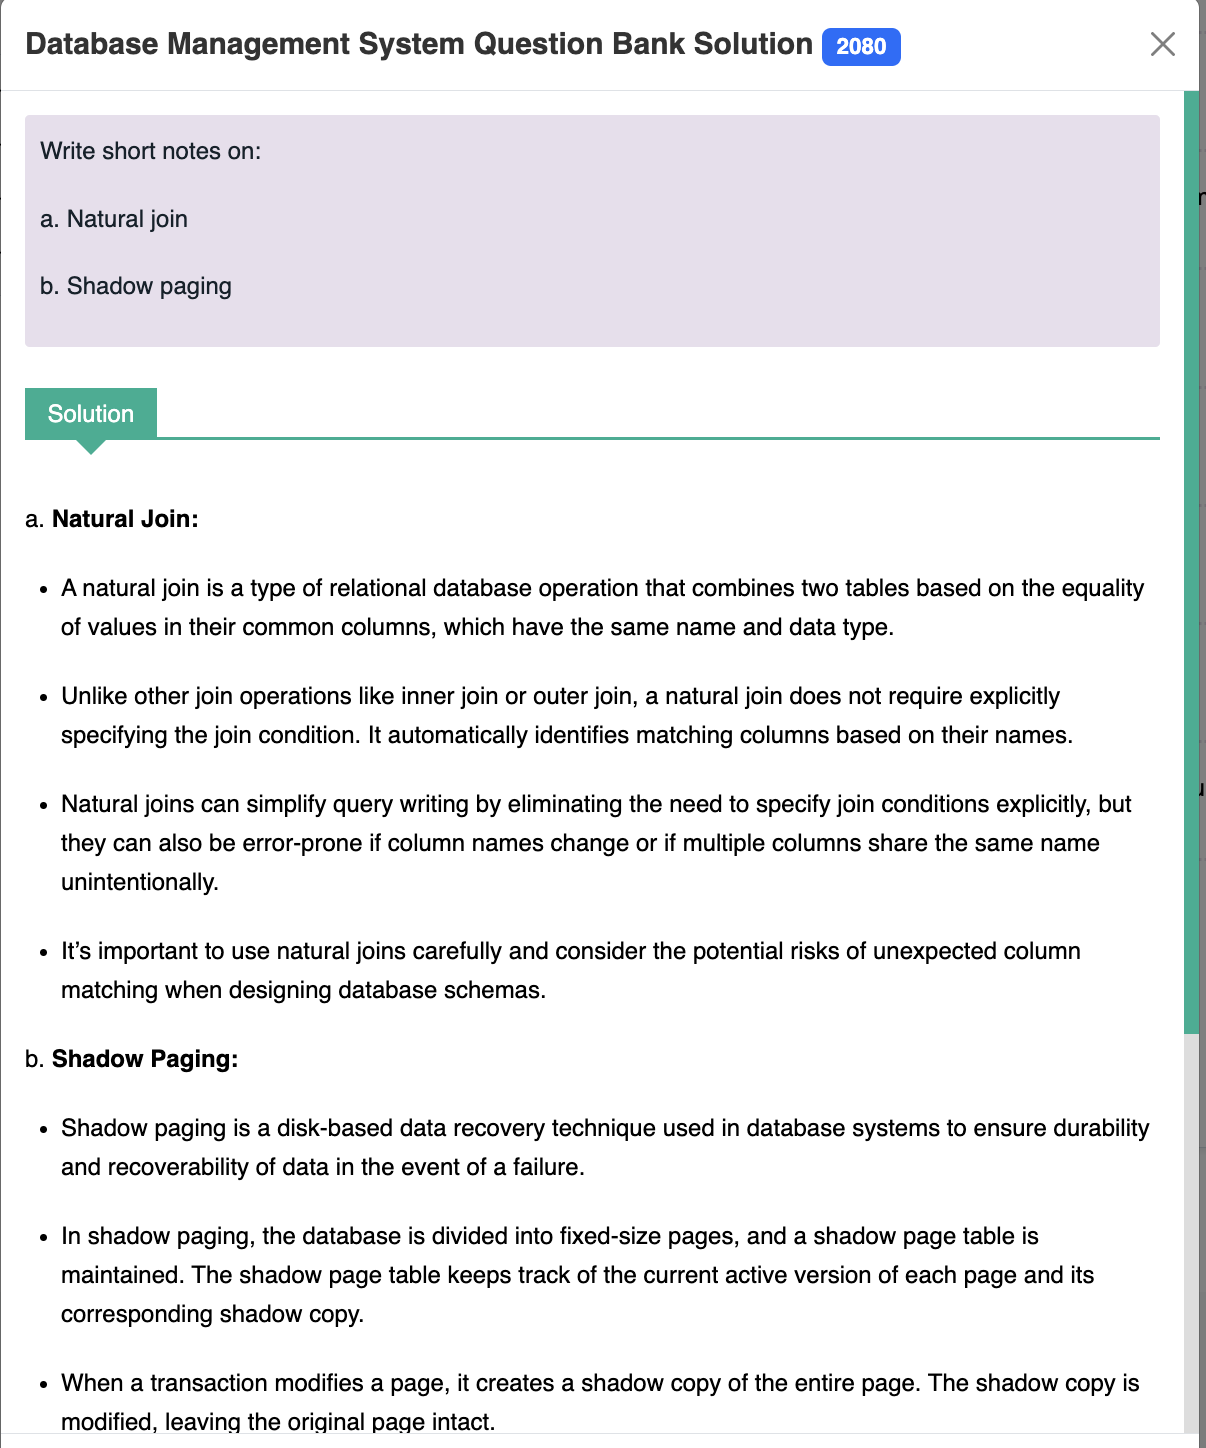 Database Management System Question Bank Solution 2080
Write short notes on:
a. Natural join
b. Shadow paging
Solution
a. Natural Join:
• A natural join is a type of relational database operation that combines two tables based on the equality
of values in their common columns, which have the same name and data type.
• Unlike other join operations like inner join or outer join, a natural join does not require explicitly
specifying the join condition. It automatically identifies matching columns based on their names.
• Natural joins can simplify query writing by eliminating the need to specify join conditions explicitly, but
they can also be error-prone if column names change or if multiple columns share the same name
unintentionally.
• It’s important to use natural joins carefully and consider the potential risks of unexpected column
matching when designing database schemas.
b. Shadow Paging:
• Shadow paging is a disk-based data recovery technique used in database systems to ensure durability
and recoverability of data in the event of a failure.
• In shadow paging, the database is divided into fixed-size pages, and a shadow page table is
maintained. The shadow page table keeps track of the current active version of each page and its
corresponding shadow copy.
• When a transaction modifies a page, it creates a shadow copy of the entire page. The shadow copy is
modified, leaving the original page intact.